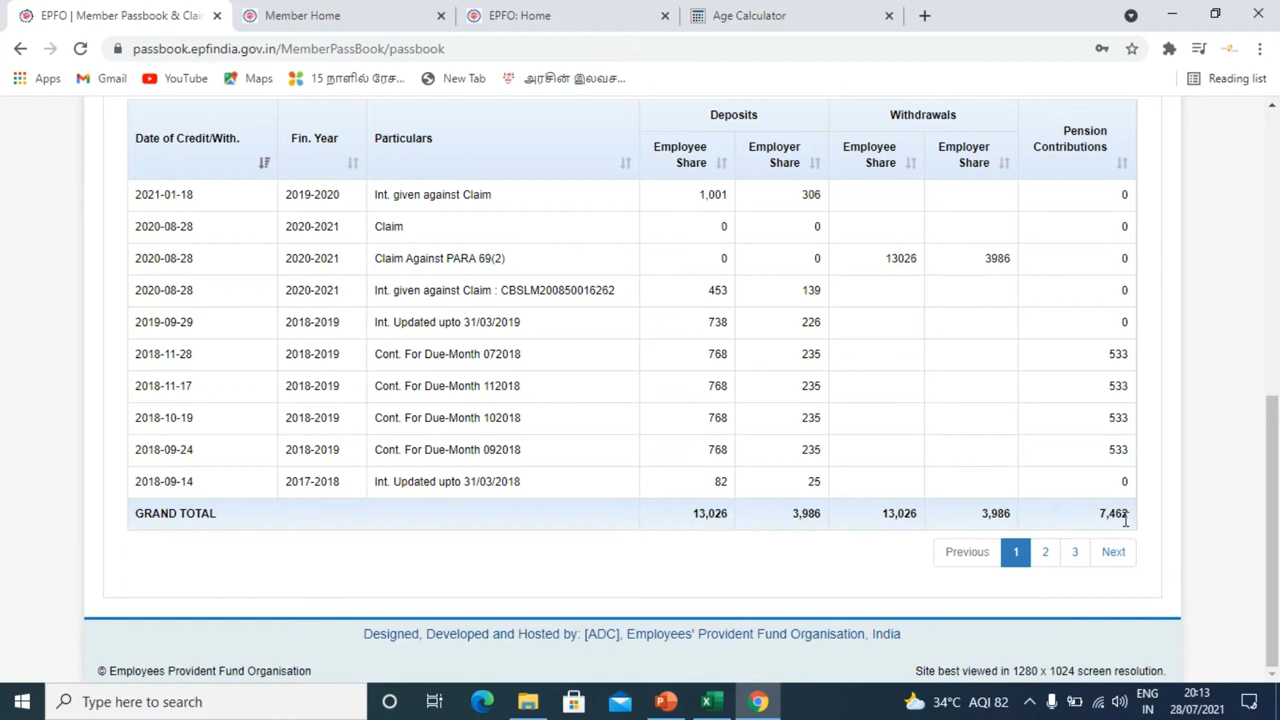 EPFO | Member Passbook & Clai
Member Home
EPFO: Home
Age Calculator
passbook.epfindia.gov.in/MemberPassBook/passbook
Apps
Gmail
YouTube
Maps
15 நாளில் ரேச...
New Tab
அரசின் இலவச...
Reading list
Deposits Withdrawals
Date of Credit/With. Fin. Year Particulars Employee Share Employer Share Employee Share Employer Share Pension Contributions
2021-01-18 2019-2020 Int. given against Claim 1,001 306 0
2020-08-28 2020-2021 Claim 0 0 0
2020-08-28 2020-2021 Claim Against PARA 69(2) 0 0 13026 3986 0
2020-08-28 2020-2021 Int. given against Claim : CBSLM200850016262 453 139 0
2019-09-29 2018-2019 Int. Updated upto 31/03/2019 738 226 0
2018-11-28 2018-2019 Cont. For Due-Month 072018 768 235 533
2018-11-17 2018-2019 Cont. For Due-Month 112018 768 235 533
2018-10-19 2018-2019 Cont. For Due-Month 102018 768 235 533
2018-09-24 2018-2019 Cont. For Due-Month 092018 768 235 533
2018-09-14 2017-2018 Int. Updated upto 31/03/2018 82 25 0
GRAND TOTAL 13,026 3,986 13,026 3,986 7,462
Previous 1 2 3 Next
Designed, Developed and Hosted by: [ADC], Employees' Provident Fund Organisation, India
© Employees Provident Fund Organisation
Site best viewed in 1280 x 1024 screen resolution.
Type here to search
34°C AQI 82
ENG
IN
20:13
28/07/2021